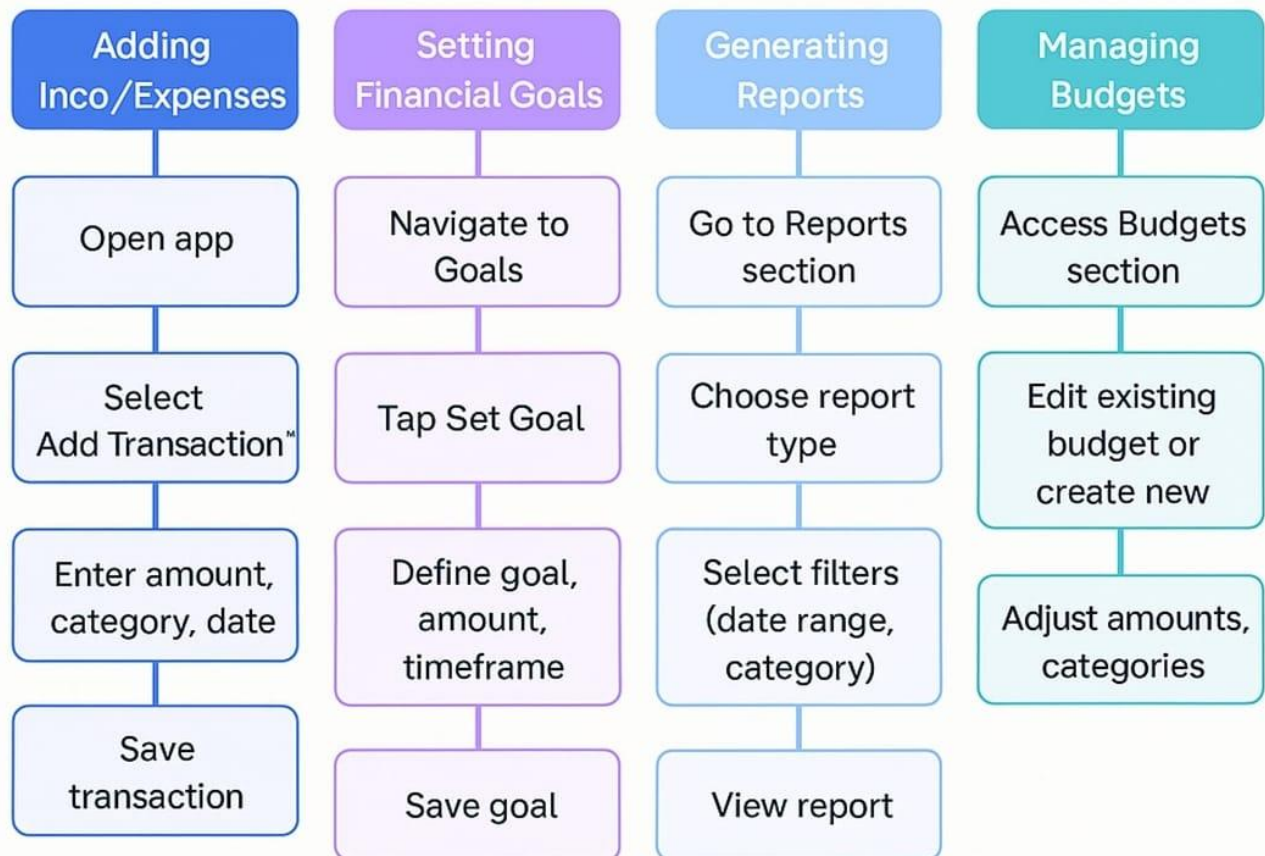 Adding
Inco/Expenses
Open app
Select
Add Transaction™
Enter amount,
category, date
Save
transaction
Setting
Financial Goals
Navigate to
Goals
Tap Set Goal
Define goal,
amount,
timeframe
Save goal
Generating
Reports
Go to Reports
section
Choose report
type
Select filters
(date range,
category)
View report
Managing
Budgets
Access Budgets
section
Edit existing
budget or
create new
Adjust amounts,
categories